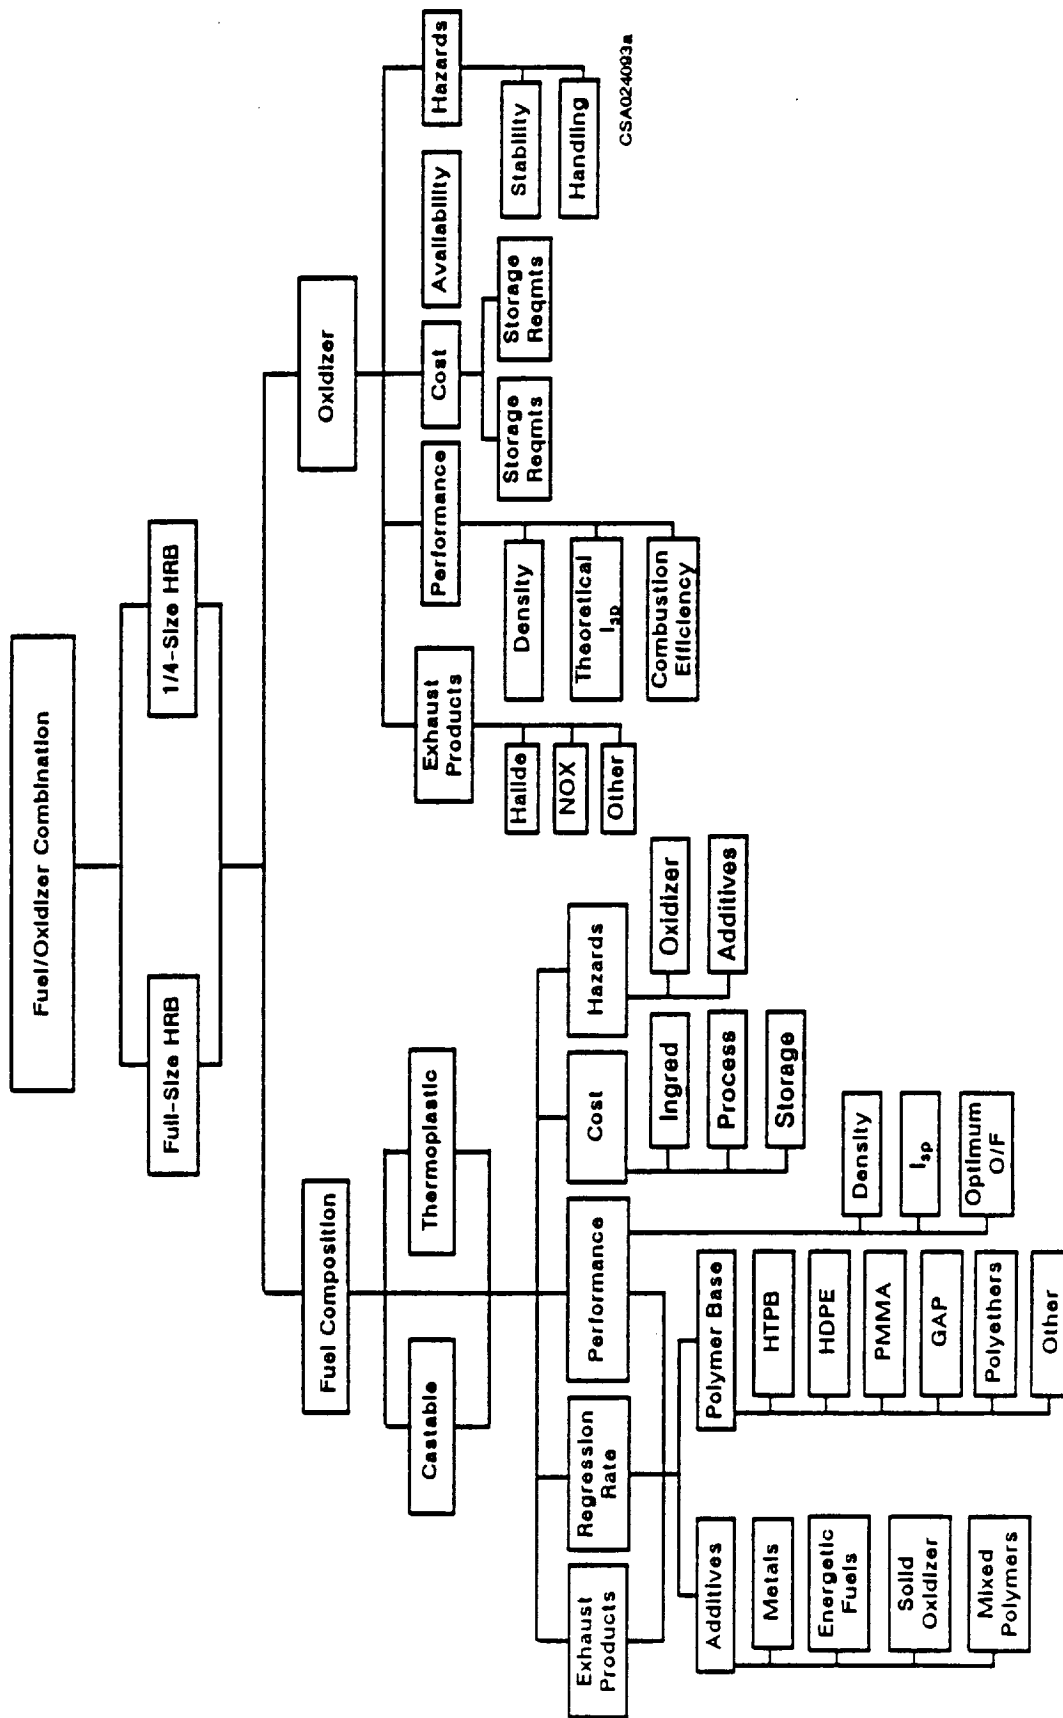 Fuel/Oxidizer Combination
Full-Size HRB
1/4-Size HRB
Fuel Composition
Oxidizer
Castable
Thermoplastic
Exhaust
Products
Regression
Rate
Performance
Cost
Hazards
Additives
Metals
Energetic
Fuels
Solid
Oxidizer
Mixed
Polymers
Polymer Base
HTPB
HDPE
PMMA
GAP
Polyethers
Other
Density
Isp
Optimum
O/F
Ingred
Process
Storage
Oxidizer
Additives
Exhaust
Products
Performance
Cost
Availability
Hazards
Halide
NOX
Other
Density
Theoretical
Isp
Combustion
Efficiency
Storage
Reqmts
Storage
Reqmts
Stability
Handling
CSA024093a